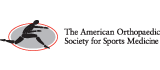 The American Orthopaedic
Society for Sports Medicine